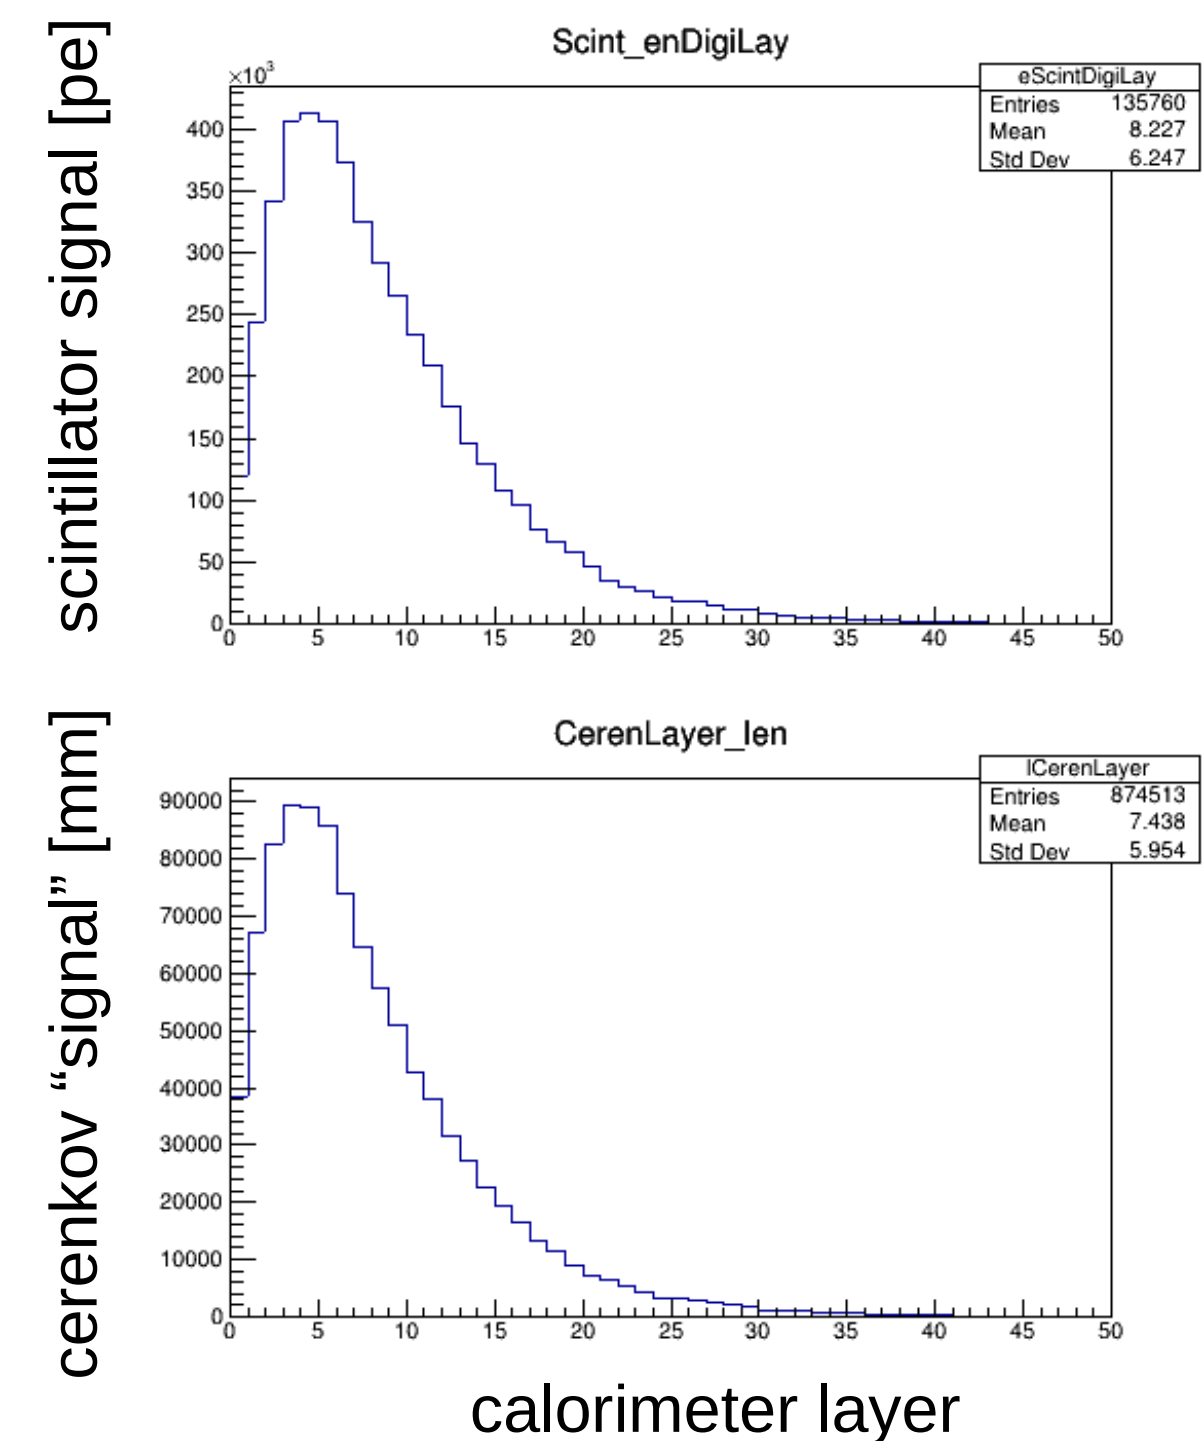 Scint_enDigiLay
×10³
eScintDigiLay
Entries 135760
Mean 8.227
Std Dev 6.247
scintillator signal [pe]
400
350
300
250
200
150
100
50
0
0 5 10 15 20 25 30 35 40 45 50
CerenLayer_len
lCerenLayer
Entries 874513
Mean 7.438
Std Dev 5.954
cerenkov “signal” [mm]
90000
80000
70000
60000
50000
40000
30000
20000
10000
0
0 5 10 15 20 25 30 35 40 45 50
calorimeter layer